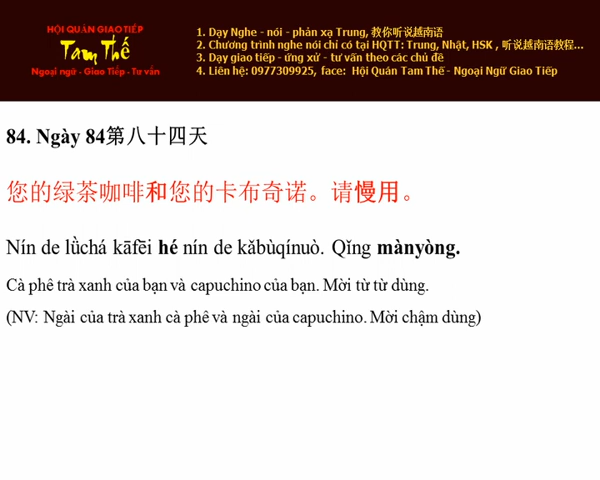 HỘI QUÁN GIAO TIẾP
Tam Thế
Ngoại ngữ - Giao Tiếp - Tư vấn
1. Dạy Nghe - nói - phản xạ Trung, 教你听说越南语
2. Chương trình nghe nói chỉ có tại HQTT: Trung, Nhật, HSK , 听说越南语教程...
3. Dạy giao tiếp - ứng xử - tư vấn theo các chủ đề
4. Liên hệ: 0977309925, face: Hội Quán Tam Thế - Ngoại Ngữ Giao Tiếp
84. Ngày 84第八十四天
您的绿茶咖啡和您的卡布奇诺。请慢用。
Nín de lǜchá kāfēi hé nín de kǎbùqínuò. Qǐng mànyòng.
Cà phê trà xanh của bạn và capuchino của bạn. Mời từ từ dùng.
(NV: Ngài của trà xanh cà phê và ngài của capuchino. Mời chậm dùng)